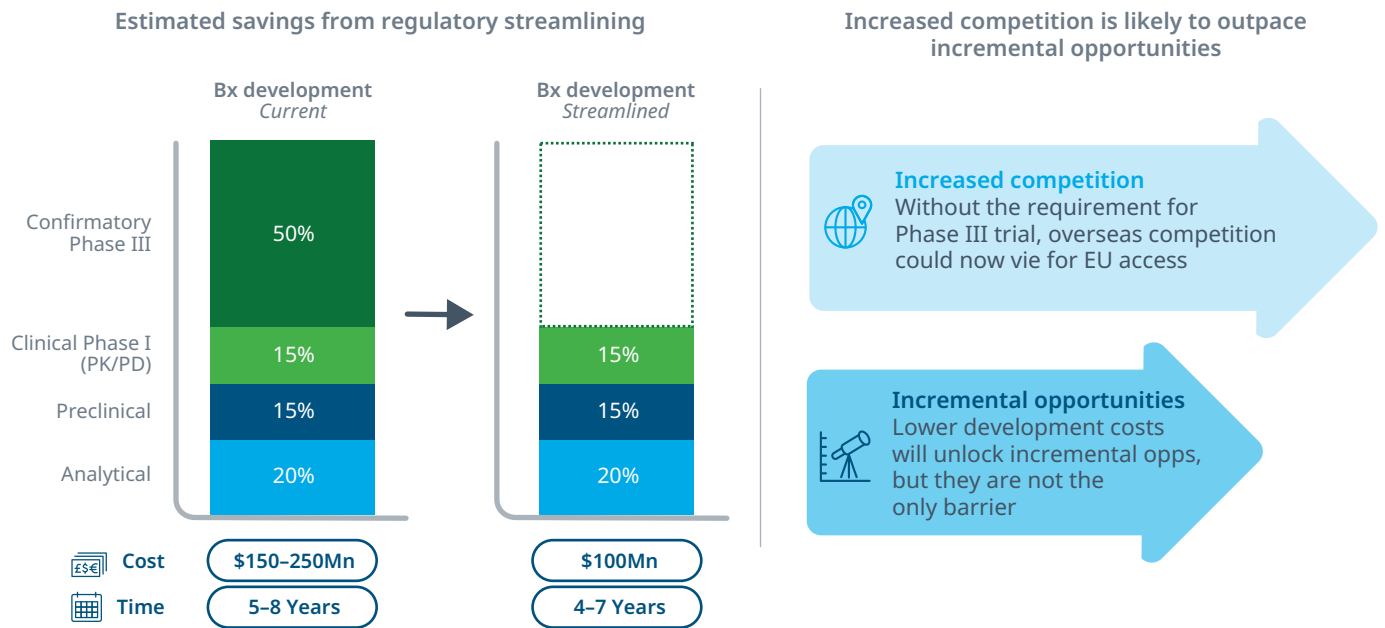 Estimated savings from regulatory streamlining
Bx development
Current
Bx development
Streamlined
Confirmatory
Phase III
50%
Clinical Phase I
(PK/PD)
15%
15%
Preclinical
15%
15%
Analytical
20%
20%
£$€
Cost
$150–250Mn
$100Mn
Time
5–8 Years
4–7 Years
Increased competition is likely to outpace
incremental opportunities
Increased competition
Without the requirement for
Phase III trial, overseas competition
could now vie for EU access
Incremental opportunities
Lower development costs
will unlock incremental opps,
but they are not the
only barrier